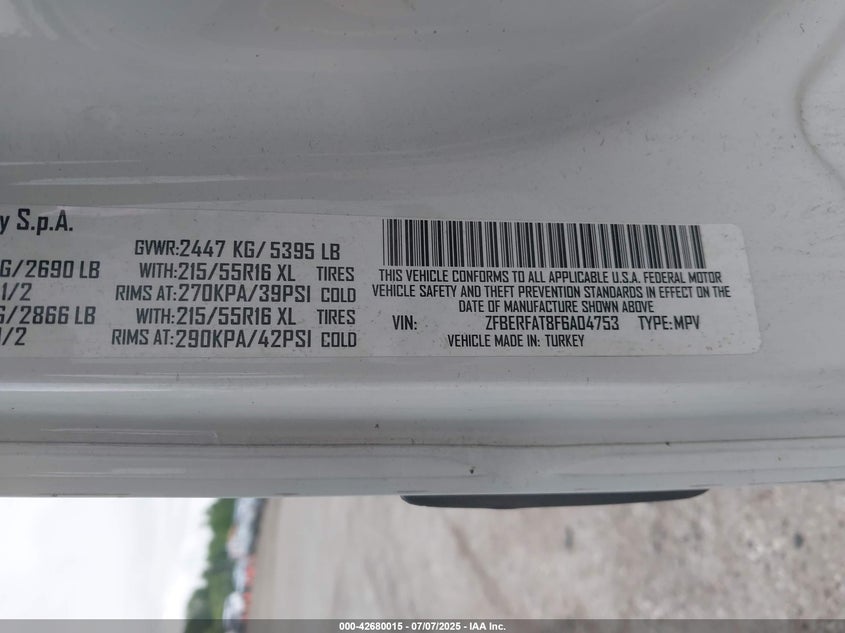 y S.p.A.
GVWR:2447 KG/ 5395 LB
G/2690 LB WITH:215/55R16 XL TIRES
1/2 RIMS AT:270KPA/39PSI COLD
G/2866 LB WITH:215/55R16 XL TIRES
/2 RIMS AT:290KPA/42PSI COLD
THIS VEHICLE CONFORMS TO ALL APPLICABLE U.S.A. FEDERAL MOTOR
VEHICLE SAFETY AND THEFT PREVENTION STANDARDS IN EFFECT ON THE
DATE OF MANUFACTURE SHOWN ABOVE
VIN: ZFBERFAT8F6A04753 TYPE:MPV
VEHICLE MADE IN: TURKEY
000-42680015 - 07/07/2025 - IAA Inc.